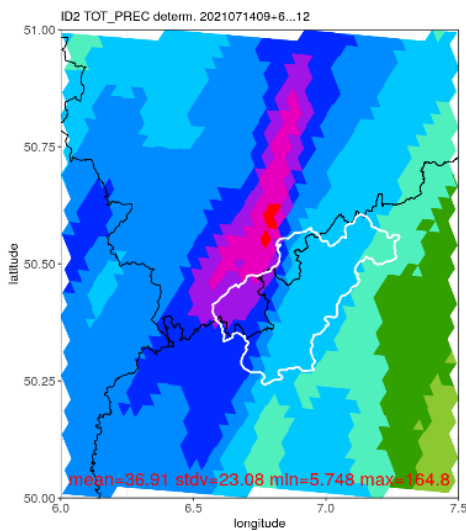 ID2 TOT_PREC determ. 2021071409+6...12
51.00
50.75
latitude
50.50
50.25
50.00
mean=36.91 stdv=23.08 min=5.748 max=164.8
6.0 6.5 7.0 7.5
longitude